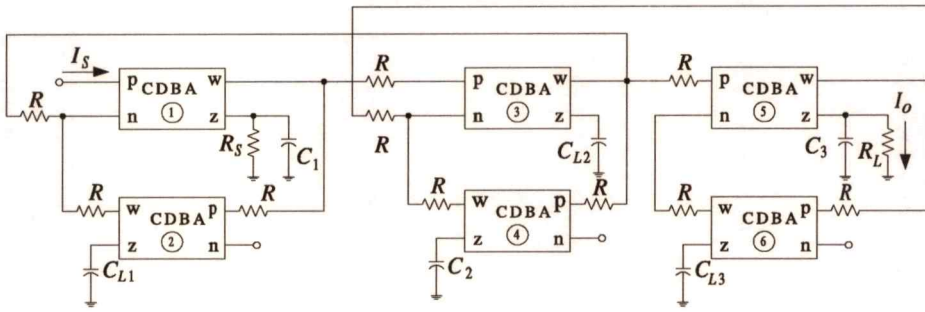 I_S
R
p CDBA w
n ① z
R_S
C_1
R
w CDBA p
z ② n
R
C_L1
R
p CDBA w
n ③ z
R
C_L2
R
w CDBA p
z ④ n
R
C_2
R
p CDBA w
n ⑤ z
I_o
C_3
R_L
R
w CDBA p
z ⑥ n
R
C_L3